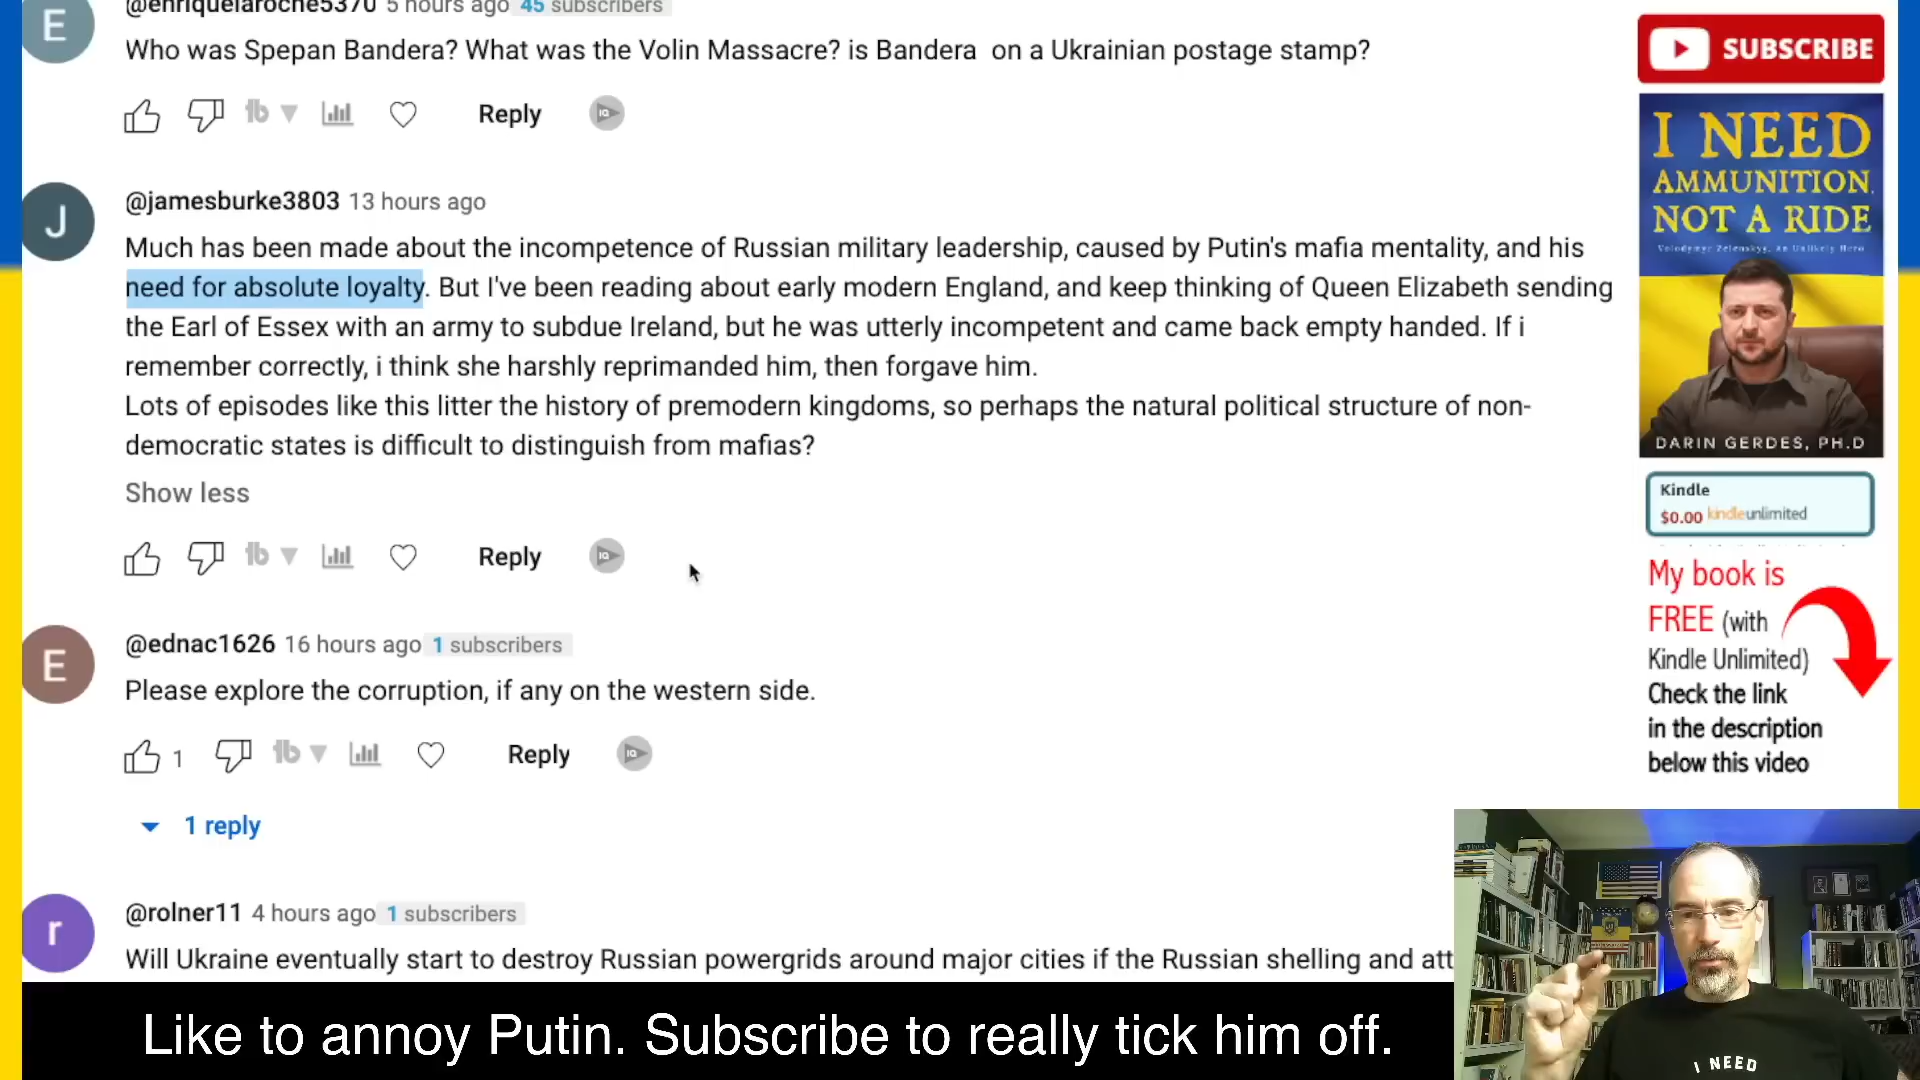 E
@enriquelaroche5370 5 hours ago 45 subscribers
Who was Spepan Bandera? What was the Volin Massacre? is Bandera on a Ukrainian postage stamp?
Reply
J
@jamesburke3803 13 hours ago
Much has been made about the incompetence of Russian military leadership, caused by Putin's mafia mentality, and his
need for absolute loyalty. But I've been reading about early modern England, and keep thinking of Queen Elizabeth sending
the Earl of Essex with an army to subdue Ireland, but he was utterly incompetent and came back empty handed. If i
remember correctly, i think she harshly reprimanded him, then forgave him.
Lots of episodes like this litter the history of premodern kingdoms, so perhaps the natural political structure of non-
democratic states is difficult to distinguish from mafias?
Show less
Reply
E
@ednac1626 16 hours ago 1 subscribers
Please explore the corruption, if any on the western side.
1
Reply
1 reply
r
@rolner11 4 hours ago 1 subscribers
Will Ukraine eventually start to destroy Russian powergrids around major cities if the Russian shelling and att
Like to annoy Putin. Subscribe to really tick him off.
SUBSCRIBE
I NEED
AMMUNITION,
NOT A RIDE
Volodymyr Zelenskyy, An Unlikely Hero
DARIN GERDES, PH.D
Kindle
$0.00 kindleunlimited
My book is
FREE (with
Kindle Unlimited)
Check the link
in the description
below this video
I NEED